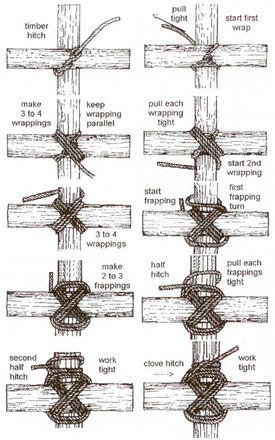 timber
hitch
pull
tight
start first
wrap
make
3 to 4
wrappings
keep
wrapping
parallel
pull each
wrapping
tight
start 2nd
wrapping
3 to 4
wrappings
start
frapping
first
frapping
turn
make
2 to 3
frappings
half
hitch
pull each
frappings
tight
second
half
hitch
work
tight
clove hitch
work
tight